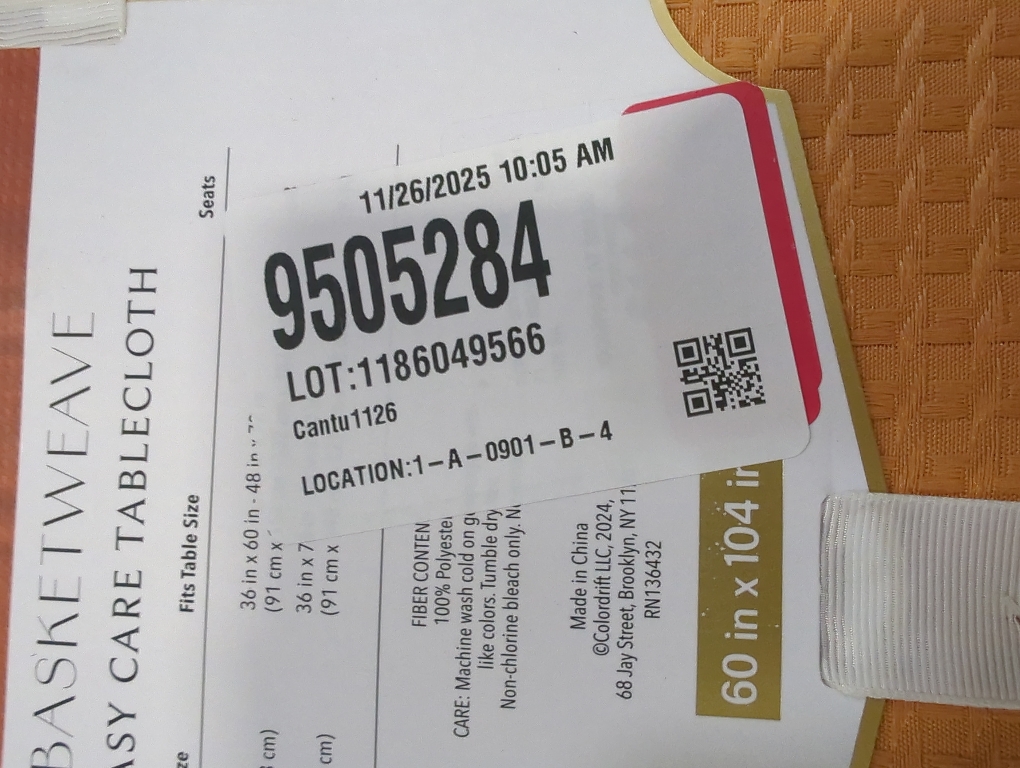 BASKETWEAVE
ASY CARE TABLECLOTH
ze
Fits Table Size
Seats
cm)
36 in x 60 in - 48 in
(91 cm x
36 in x 7
cm)
(91 cm x
FIBER CONTEN
100% Polyeste
CARE: Machine wash cold on g
like colors. Tumble dry
Non-chlorine bleach only.
Made in China
©Colordrift LLC, 2024,
68 Jay Street, Brooklyn, NY 11
RN136432
60 in x 104 in
11/26/2025 10:05 AM
9505284
LOT:1186049566
Cantu1126
LOCATION:1-A-0901-B-4